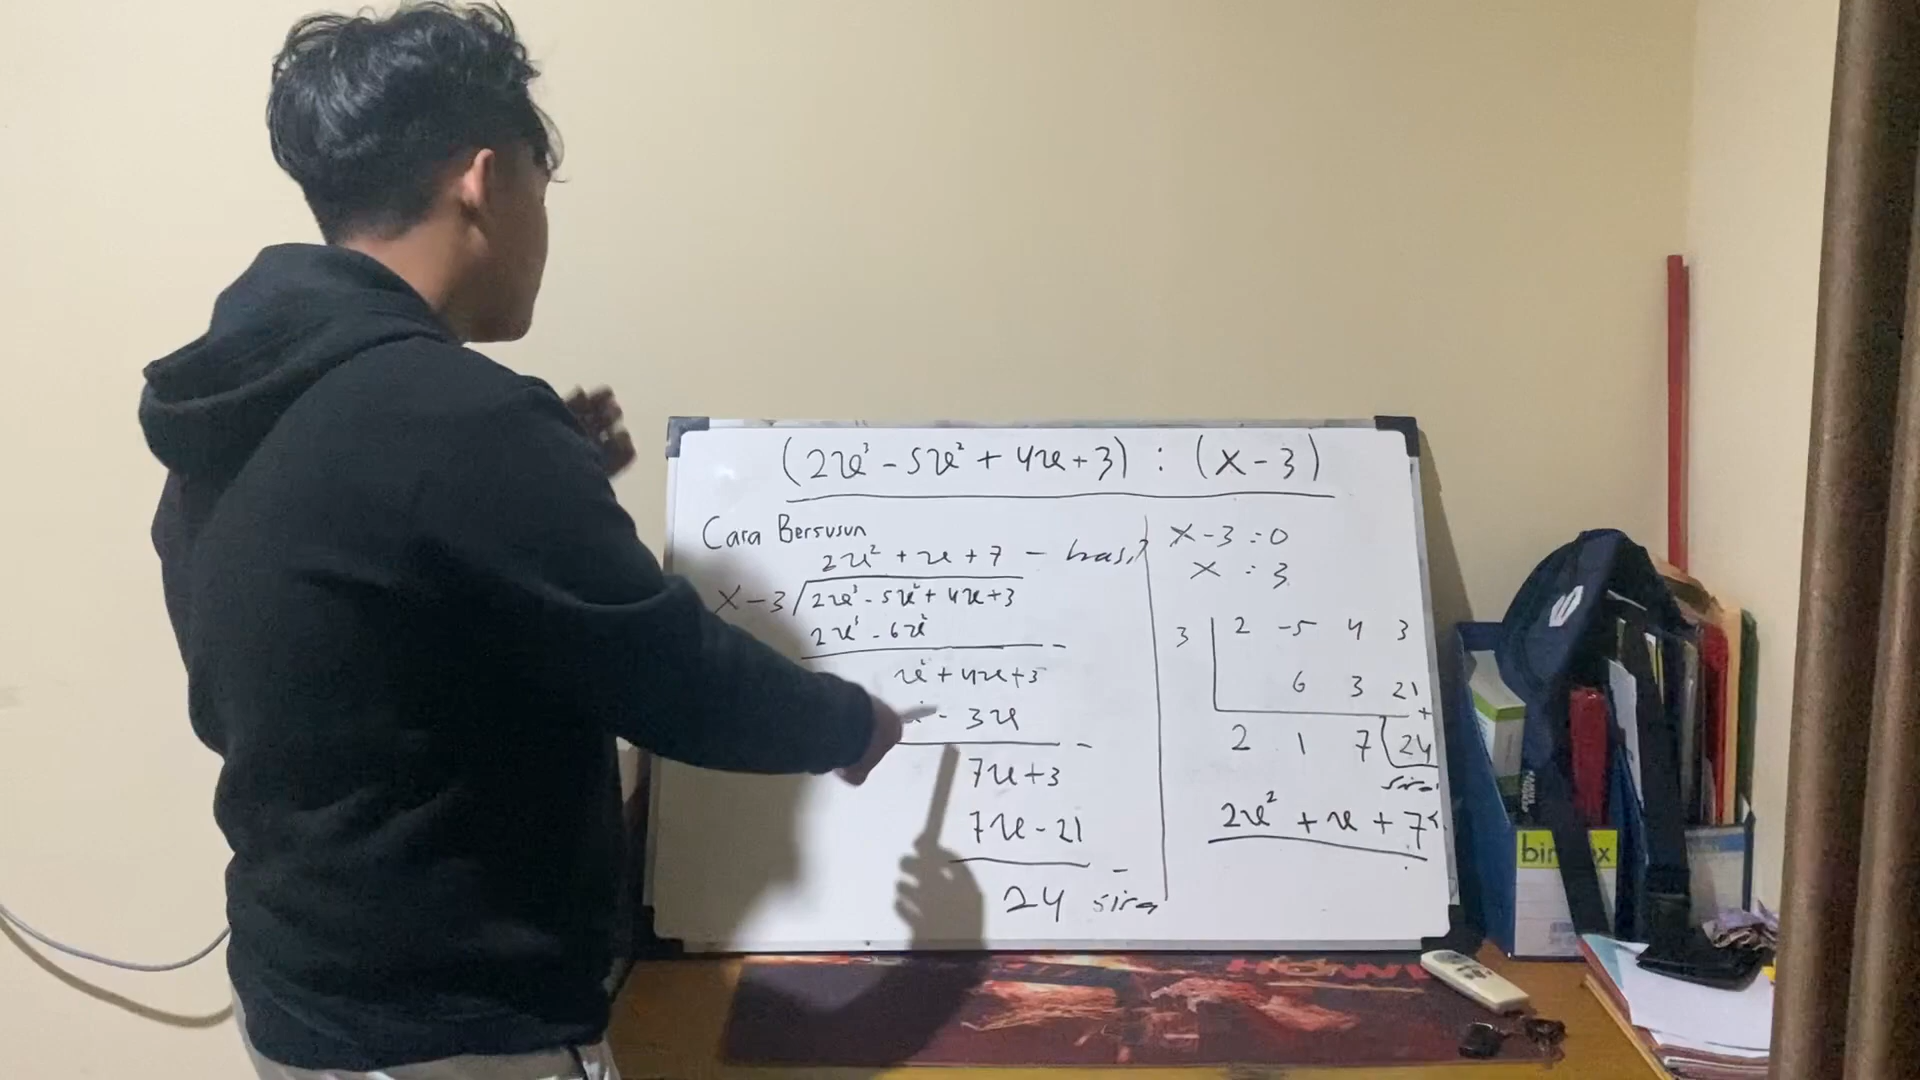 (2x³ - 5x² + 4x + 3) : (x - 3)
Cara Bersusun
2x² + x + 7 - hasil
x - 3 2x³ - 5x² + 4x + 3
2x³ - 6x²
-
x² + 4x + 3
x² - 3x
-
7x + 3
7x - 21
-
24 sisa
x - 3 = 0
x = 3
3 2 -5 4 3
6 3 21
+
2 1 7 24
sisa
2x² + x + 7